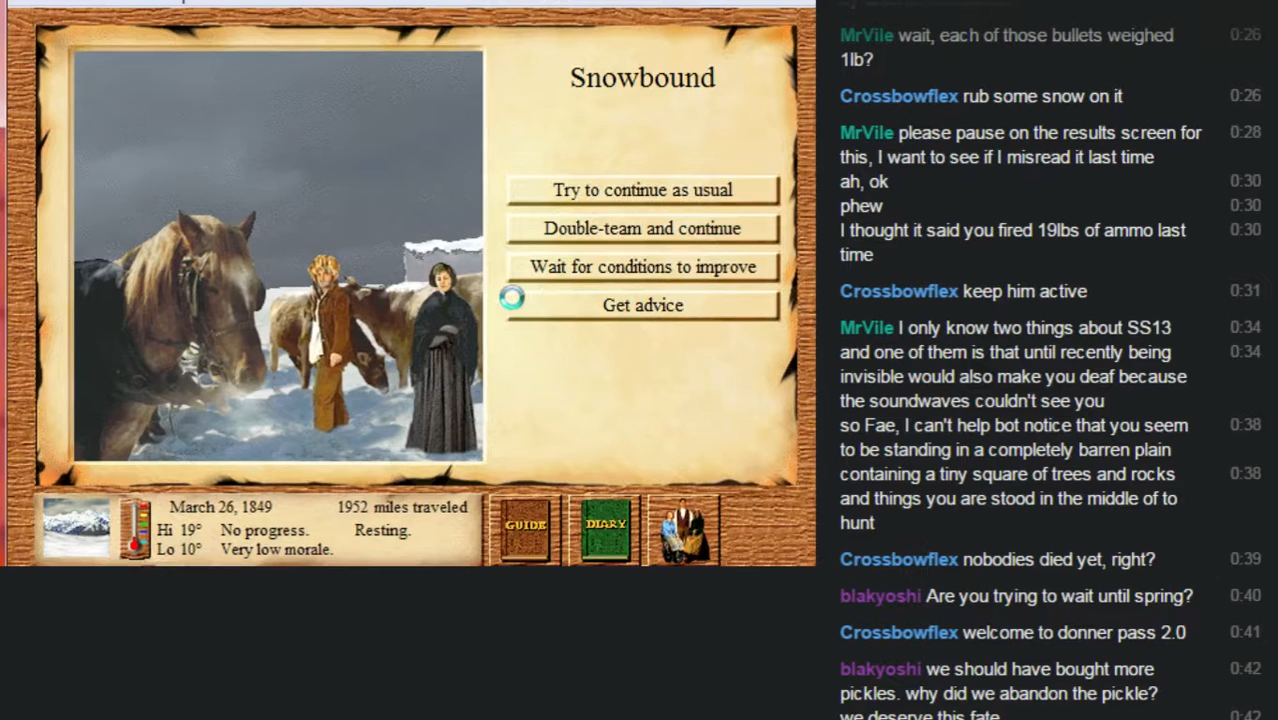 Snowbound
Try to continue as usual
Double-team and continue
Wait for conditions to improve
Get advice
March 26, 1849 1952 miles traveled
Hi 19° No progress. Resting.
Lo 10° Very low morale.
GUIDE
DIARY
MrVile wait, each of those bullets weighed 0:26
1lb?
Crossbowflex rub some snow on it 0:26
MrVile please pause on the results screen for 0:28
this, I want to see if I misread it last time
ah, ok 0:30
phew 0:30
I thought it said you fired 19lbs of ammo last 0:30
time
Crossbowflex keep him active 0:31
MrVile I only know two things about SS13 0:34
and one of them is that until recently being 0:34
invisible would also make you deaf because
the soundwaves couldn't see you
so Fae, I can't help bot notice that you seem 0:38
to be standing in a completely barren plain
containing a tiny square of trees and rocks 0:38
and things you are stood in the middle of to
hunt
Crossbowflex nobodies died yet, right? 0:39
blakyoshi Are you trying to wait until spring? 0:40
Crossbowflex welcome to donner pass 2.0 0:41
blakyoshi we should have bought more 0:42
pickles. why did we abandon the pickle?
we deserve this fate 0:42